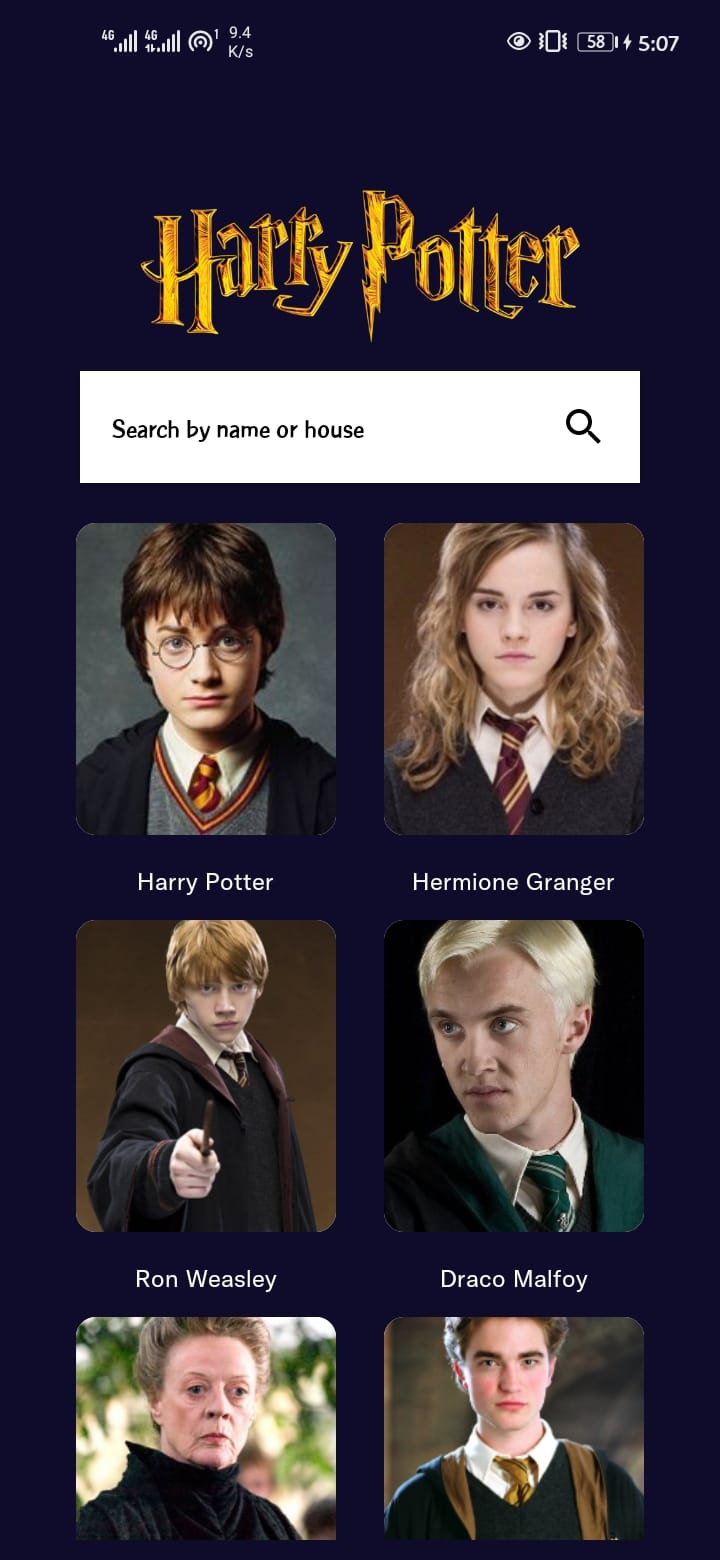 4G 4G 1 9.4
K/s
58 5:07
Harry Potter
Search by name or house
Harry Potter Hermione Granger
Ron Weasley Draco Malfoy